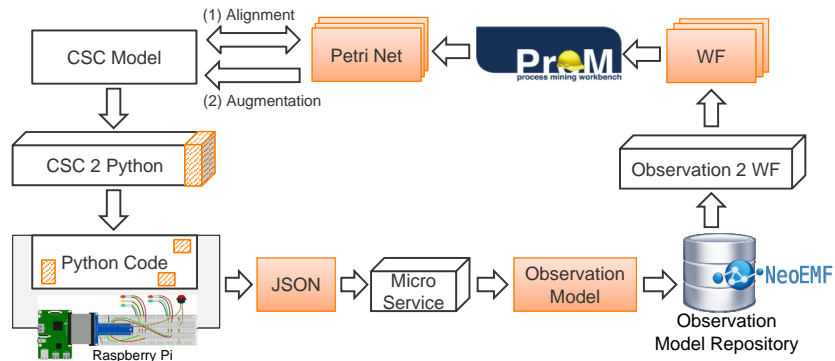 (1) Alignment
CSC Model
Petri Net
ProM
process mining workbench
WF
(2) Augmentation
CSC 2 Python
Observation 2 WF
Python Code
JSON
Micro
Service
Observation
Model
NeoEMF
Observation
Model Repository
Raspberry Pi